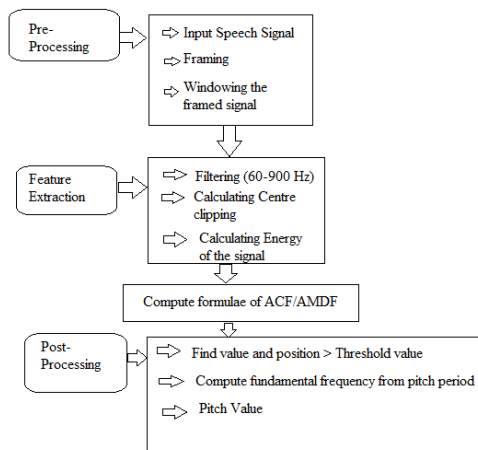 Pre-
Processing
Input Speech Signal
Framing
Windowing the
framed signal
Feature
Extraction
Filtering (60-900 Hz)
Calculating Centre
clipping
Calculating Energy
of the signal
Compute formulae of ACF/AMDF
Post-
Processing
Find value and position > Threshold value
Compute fundamental frequency from pitch period
Pitch Value